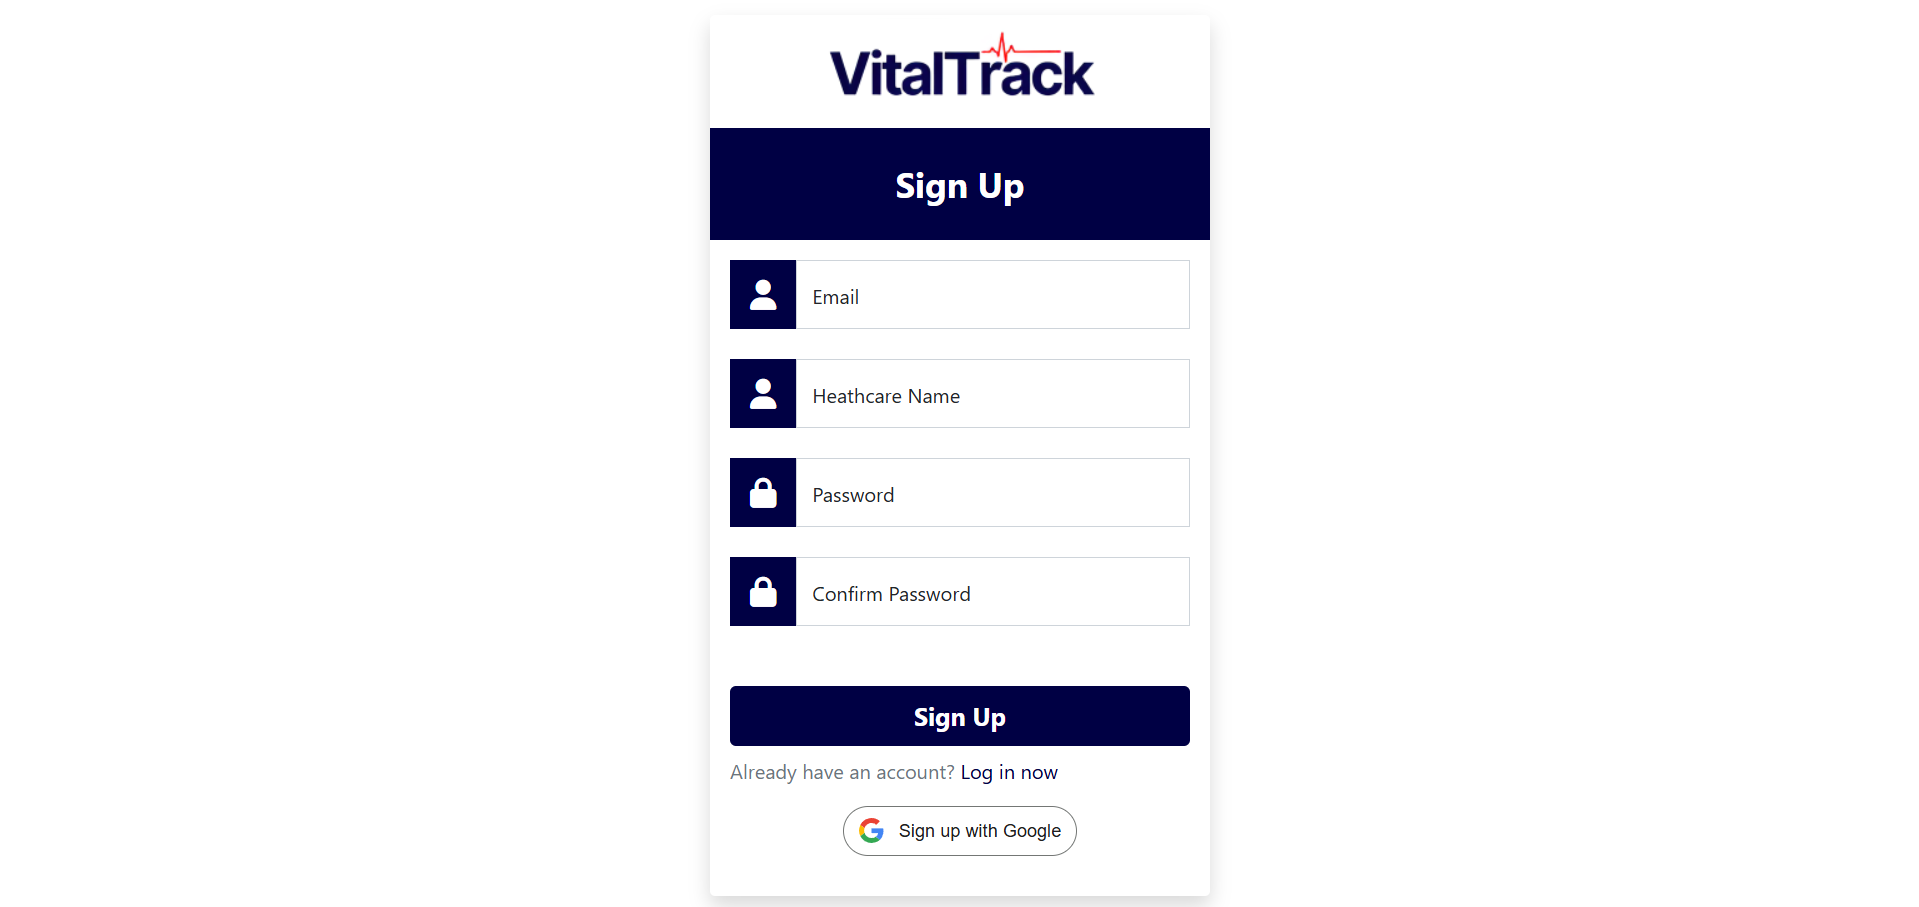 VitalTrack
Sign Up
Email
Heathcare Name
Password
Confirm Password
Sign Up
Already have an account? Log in now
Sign up with Google